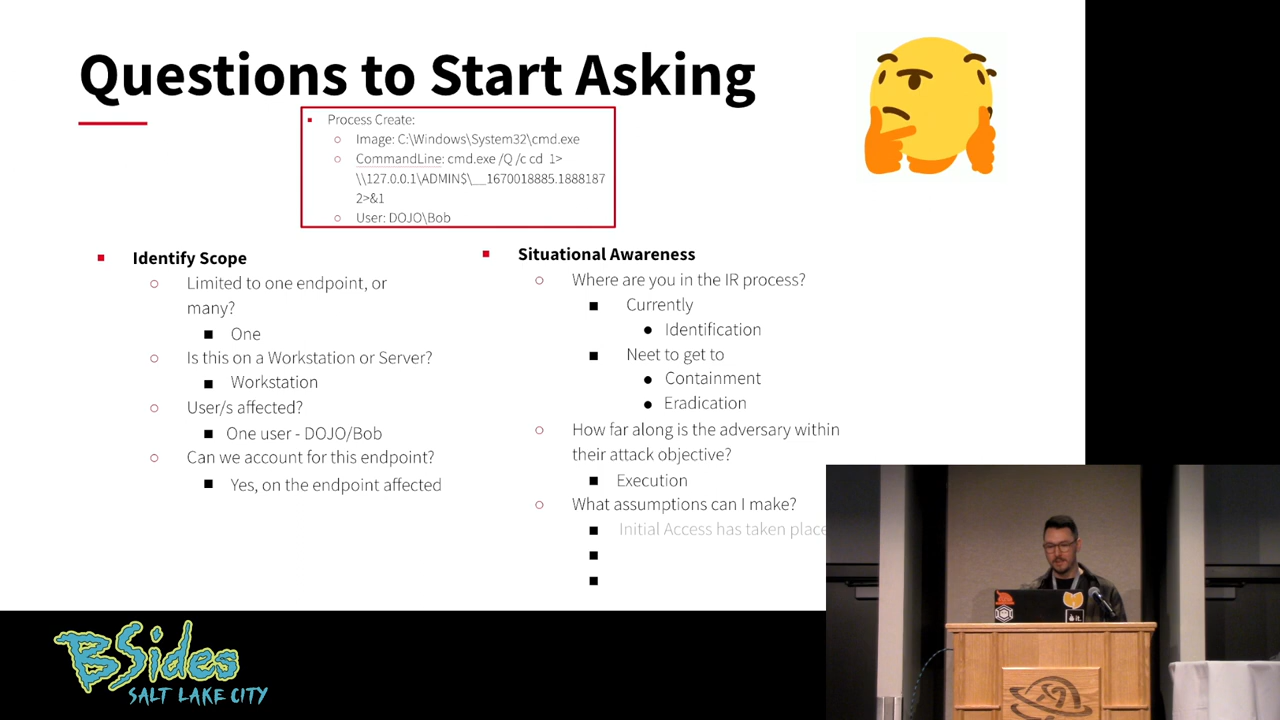 Questions to Start Asking
Process Create:
Image: C:\Windows\System32\cmd.exe
CommandLine: cmd.exe /Q /c cd 1>
\\127.0.0.1\ADMIN$\__1670018885.1888187
2>&1
User: DOJO\Bob
Identify Scope
Limited to one endpoint, or
many?
One
Is this on a Workstation or Server?
Workstation
User/s affected?
One user - DOJO/Bob
Can we account for this endpoint?
Yes, on the endpoint affected
Situational Awareness
Where are you in the IR process?
Currently
Identification
Neet to get to
Containment
Eradication
How far along is the adversary within
their attack objective?
Execution
What assumptions can I make?
Initial Access has taken place
BSides
SALT LAKE CITY